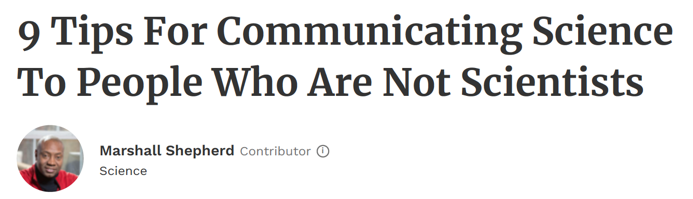 9 Tips For Communicating Science
To People Who Are Not Scientists
Marshall Shepherd Contributor
Science